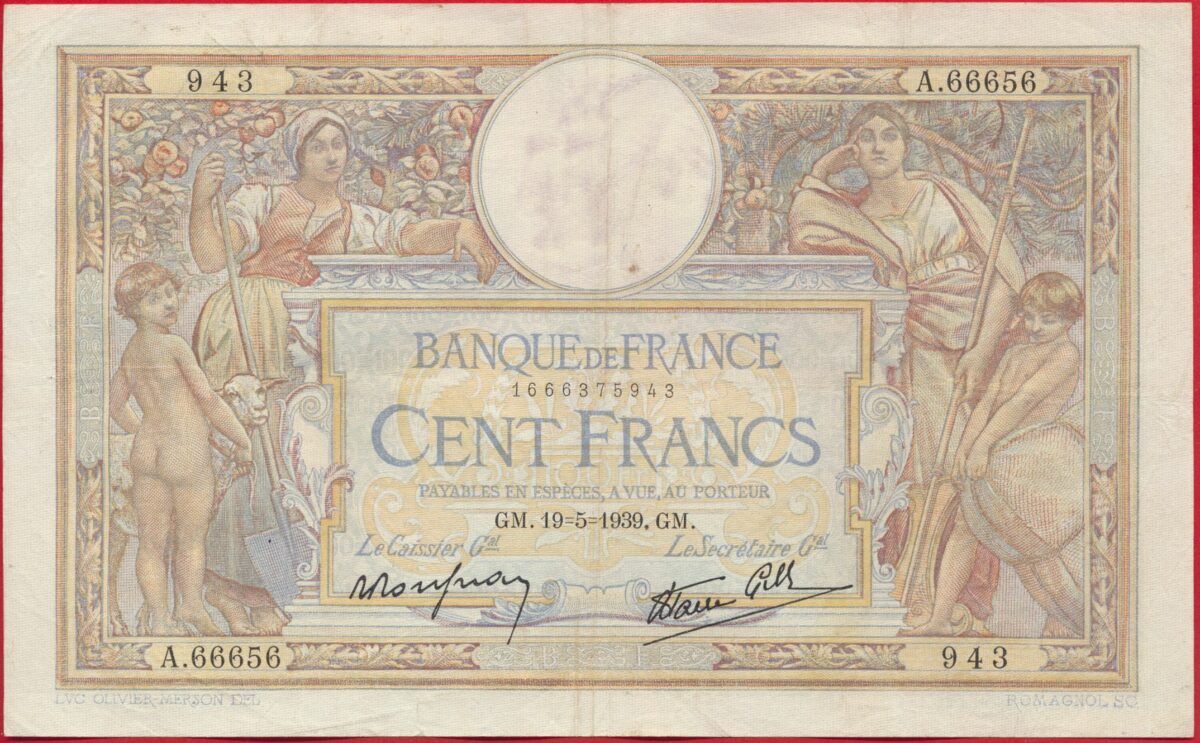 943 A.66656
BANQUE DE FRANCE
1666375943
CENT FRANCS
PAYABLES EN ESPÈCES, A VUE, AU PORTEUR
GM. 19=5=1939. GM.
Le Caissier Gᵃˡ Le Secrétaire Gᵃˡ
A.66656 943
LVC OLIVIER-MERSON DEL ROMAGNOL SC.